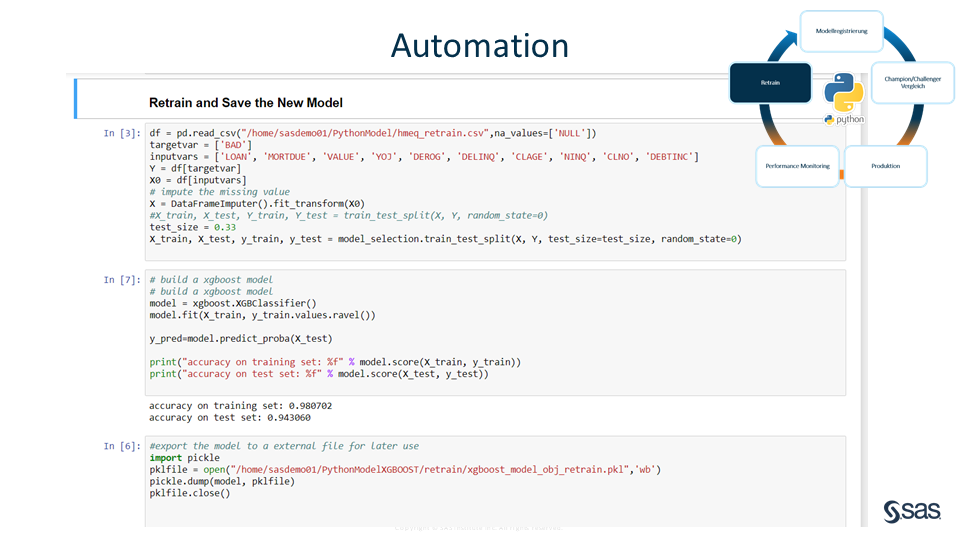 Automation
Modellregistrierung
Retrain
Champion/Challenger
Vergleich
python
Performance Monitoring
Produktion
Retrain and Save the New Model
In [3]:
df = pd.read_csv("/home/sasdemo01/PythonModel/hmeq_retrain.csv",na_values=['NULL'])
targetvar = ['BAD']
inputvars = ['LOAN', 'MORTDUE', 'VALUE', 'YOJ', 'DEROG', 'DELINQ', 'CLAGE', 'NINQ', 'CLNO', 'DEBTINC']
Y = df[targetvar]
X0 = df[inputvars]
# impute the missing value
X = DataFrameImputer().fit_transform(X0)
#X_train, X_test, Y_train, Y_test = train_test_split(X, Y, random_state=0)
test_size = 0.33
X_train, X_test, y_train, y_test = model_selection.train_test_split(X, Y, test_size=test_size, random_state=0)
In [7]:
# build a xgboost model
# build a xgboost model
model = xgboost.XGBClassifier()
model.fit(X_train, y_train.values.ravel())
y_pred=model.predict_proba(X_test)
print("accuracy on training set: %f" % model.score(X_train, y_train))
print("accuracy on test set: %f" % model.score(X_test, y_test))
accuracy on training set: 0.980702
accuracy on test set: 0.943060
In [6]:
#export the model to a external file for later use
import pickle
pklfile = open("/home/sasdemo01/PythonModelXGBOOST/retrain/xgboost_model_obj_retrain.pkl",'wb')
pickle.dump(model, pklfile)
pklfile.close()
sas